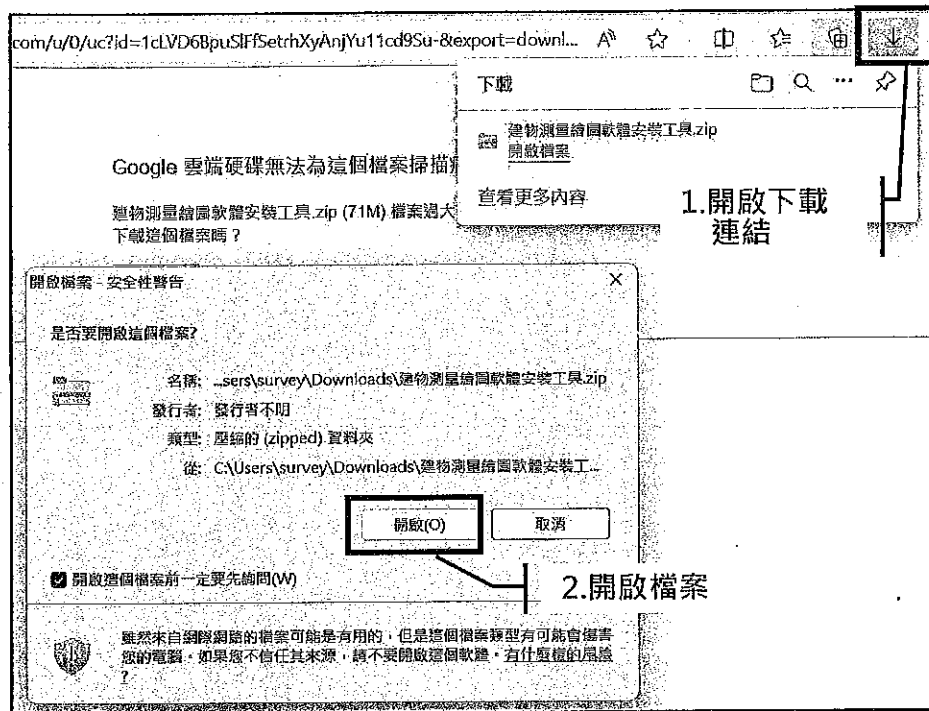 com/u/0/uc?id=1cLVD6BpuSlFfSetrhXyAnjYu11cd9Su-&export=downl...
下載
建物測量繪圖軟體安裝工具.zip
開啟檔案
查看更多內容
1.開啟下載
連結
Google 雲端硬碟無法為這個檔案掃描
建物測量繪圖軟體安裝工具.zip (71M) 檔案過大
下載這個檔案嗎？
開啟檔案 - 安全性警告
是否要開啟這個檔案?
名稱: ...sers\survey\Downloads\建物測量繪圖軟體安裝工具.zip
發行者: 發行者不明
類型: 壓縮的 (zipped) 資料夾
從: C:\Users\survey\Downloads\建物測量繪圖軟體安裝工...
開啟(O)
取消
開啟這個檔案前一定要先詢問(W)
2.開啟檔案
雖然來自網際網路的檔案可能是有用的，但是這個檔案類型有可能會傷害
您的電腦。如果您不信任其來源，請不要開啟這個軟體。有什麼樣的風險
?